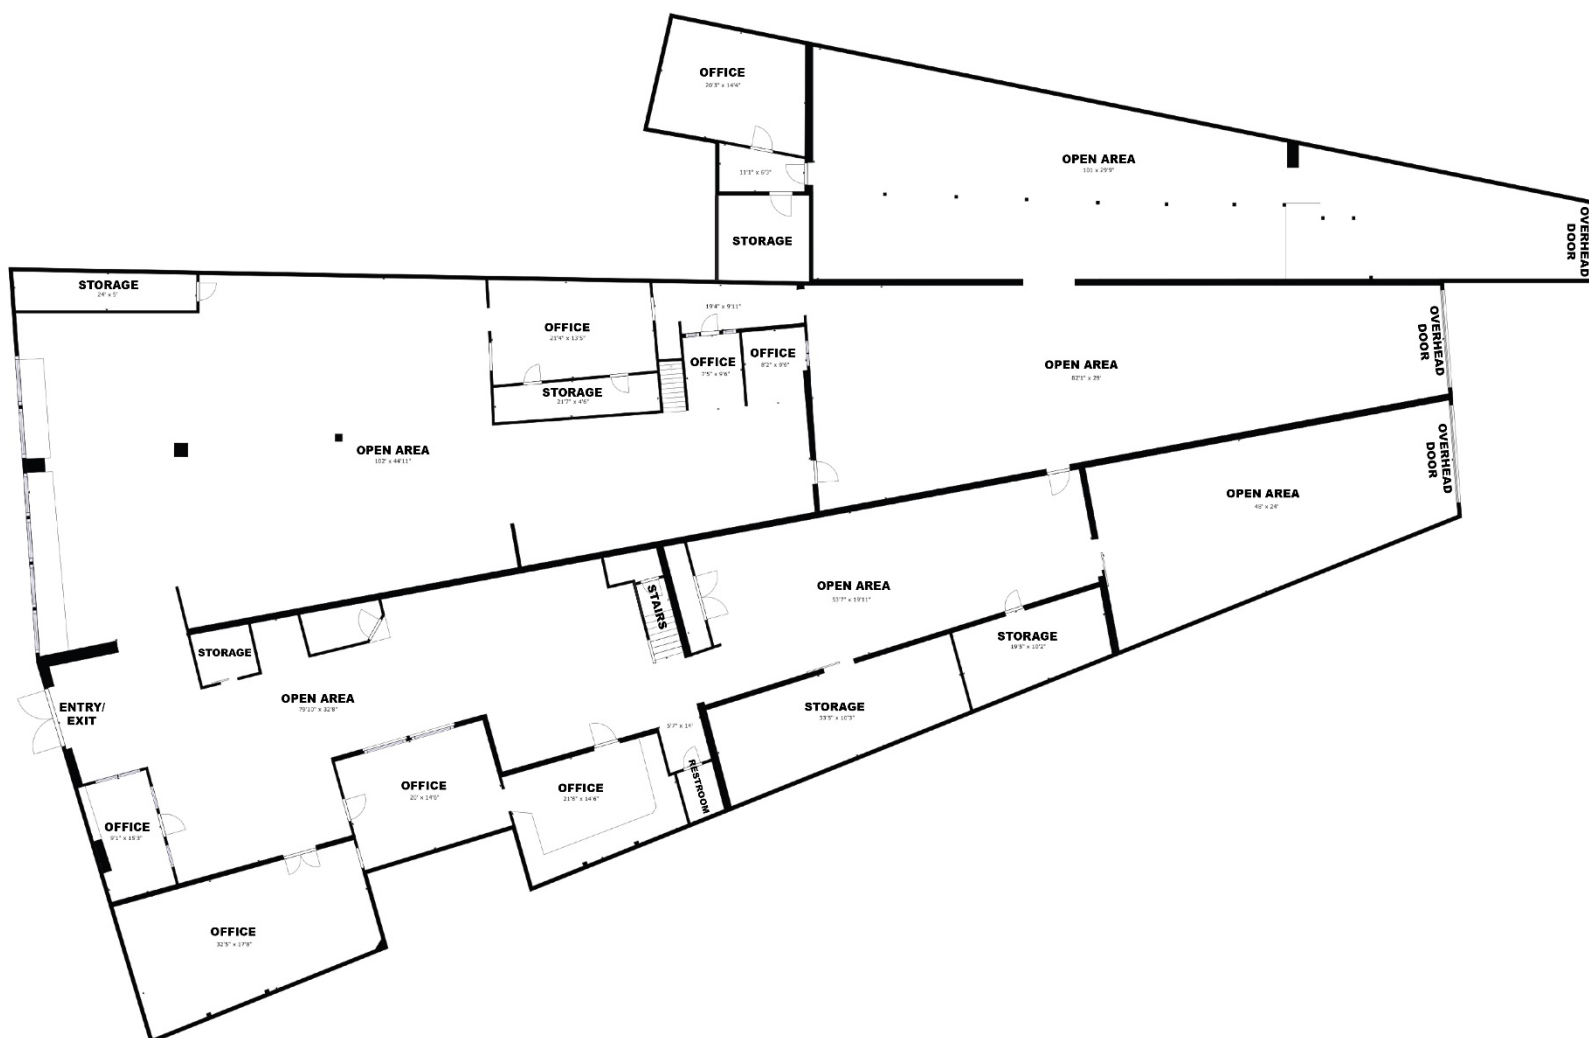 OFFICE
20'3" x 14'4"
OPEN AREA
101 x 29'9"
11'1" x 6'3"
STORAGE
OVERHEAD
DOOR
STORAGE
24' x 5'
19'4" x 9'11"
OFFICE
21'4" x 13'5"
OFFICE
7'5" x 9'6"
OFFICE
8'2" x 9'6"
STORAGE
21'7" x 4'6"
OPEN AREA
82'1" x 29'
OVERHEAD
DOOR
OPEN AREA
102' x 44'11"
OVERHEAD
DOOR
OPEN AREA
48' x 24'
STAIRS
OPEN AREA
53'7" x 19'11"
STORAGE
19'5" x 10'2"
STORAGE
OPEN AREA
79'10" x 32'8"
ENTRY/
EXIT
STORAGE
33'5" x 10'3"
5'7" x 14'
RESTROOM
OFFICE
20' x 14'0"
OFFICE
21'5" x 14'6"
OFFICE
9'1" x 15'3"
OFFICE
32'5" x 17'8"